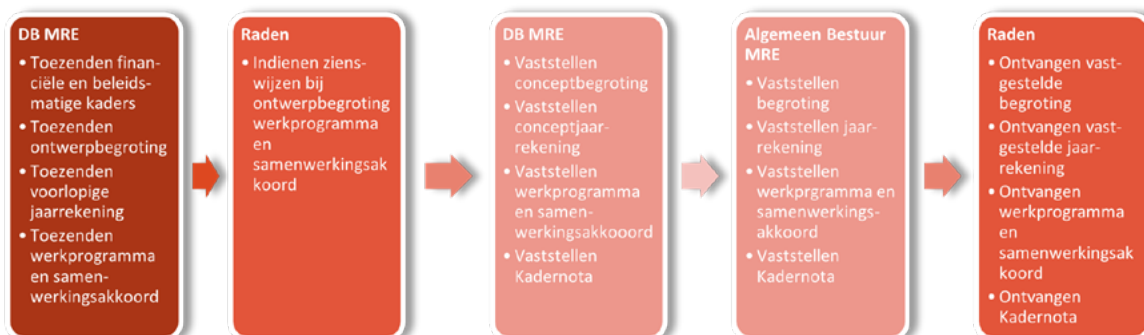 DB MRE
• Toezenden finan-
ciële en beleids-
matige kaders
• Toezenden
ontwerpbegroting
• Toezenden
voorlopige
jaarrekening
• Toezenden
werkprogramma
en samen-
werkingsakkoord
Raden
• Indienen ziens-
wijzen bij
ontwerpbegroting
werkprogramma
en
samenwerkingsak
koord
DB MRE
• Vaststellen
conceptbegroting
• Vaststellen
conceptjaar-
rekening
• Vaststellen
werkprogramma
en samen-
werkingsakkooord
• Vaststellen
Kadernota
Algemeen Bestuur
MRE
• Vaststellen
begroting
• Vaststellen jaar-
rekening
• Vaststellen
werkprgramma en
samenwerkings-
akkoord
• Vaststellen
Kadernota
Raden
• Ontvangen vast-
gestelde
begroting
• Ontvangen vast-
gestelde jaar-
rekening
• Ontvangen
werkprogramma
en
samenwerkingsak
koord
• Ontvangen
Kadernota